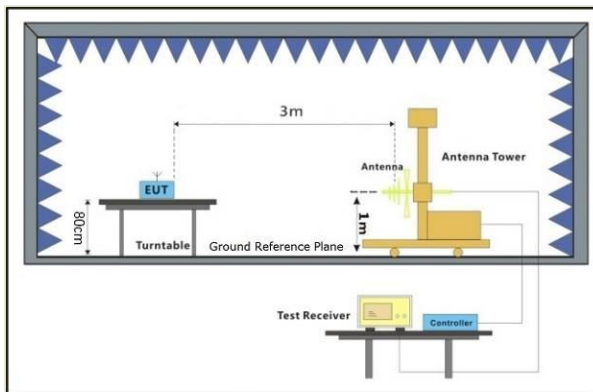 3m
Antenna Tower
Antenna
EUT
80cm
1m
Turntable
Ground Reference Plane
Test Receiver
Controller